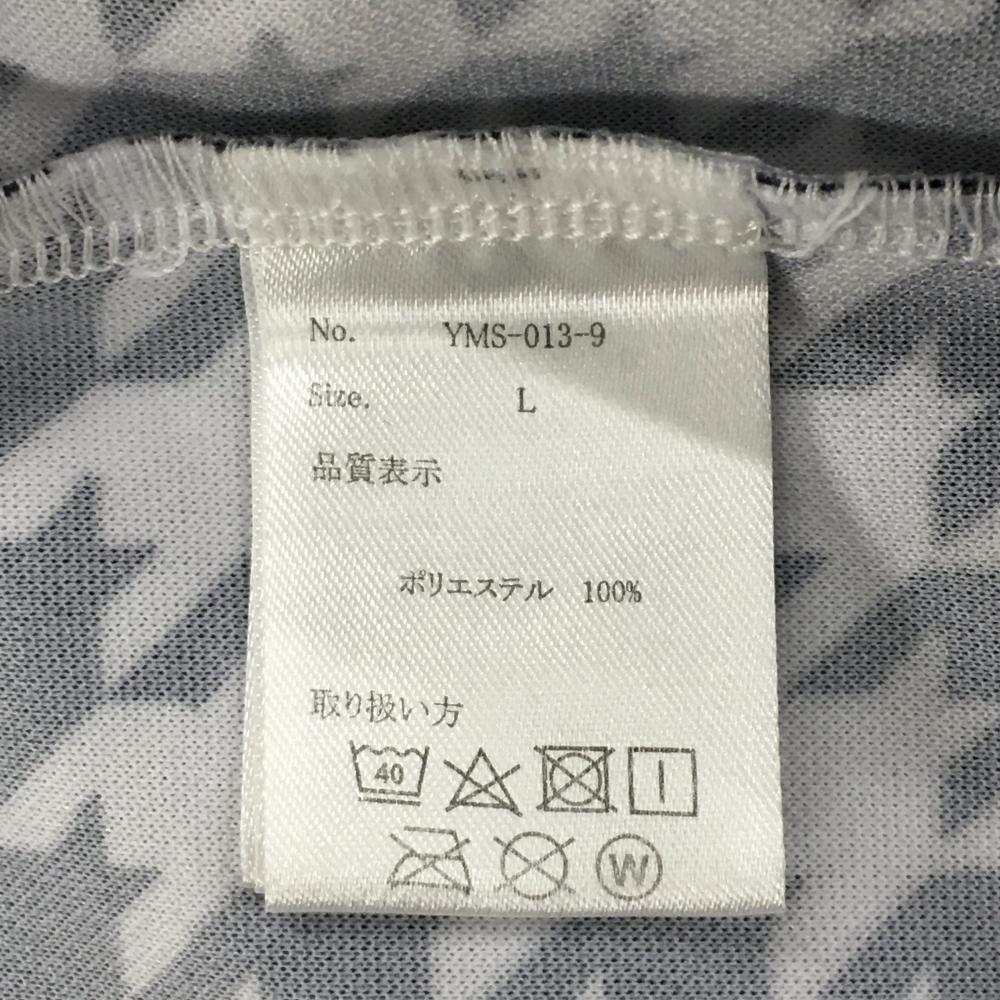 No. YMS-013-9
Size. L
品質表示
ポリエステル 100%
取り扱い方
40
W